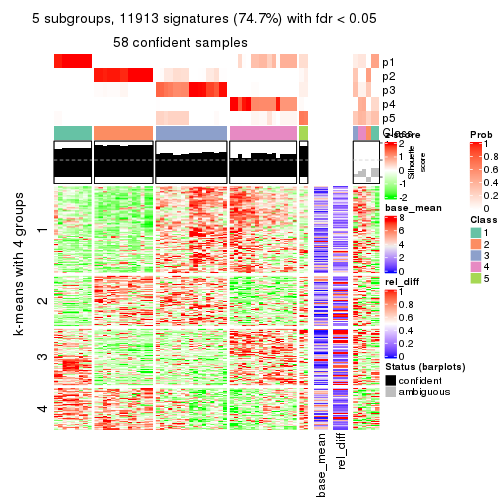 5 subgroups, 11913 signatures (74.7%) with fdr < 0.05
58 confident samples
p1
p2
p3
p4
p5
Class
Silhouette
score
k-means with 4 groups
1
2
3
4
base_mean
rel_diff
z-score
2
1
0
-1
-2
base_mean
8
6
4
2
0
rel_diff
1
0.8
0.6
0.4
0.2
0
Status (barplots)
confident
ambiguous
Prob
1
0.8
0.6
0.4
0.2
0
Class
1
2
3
4
5